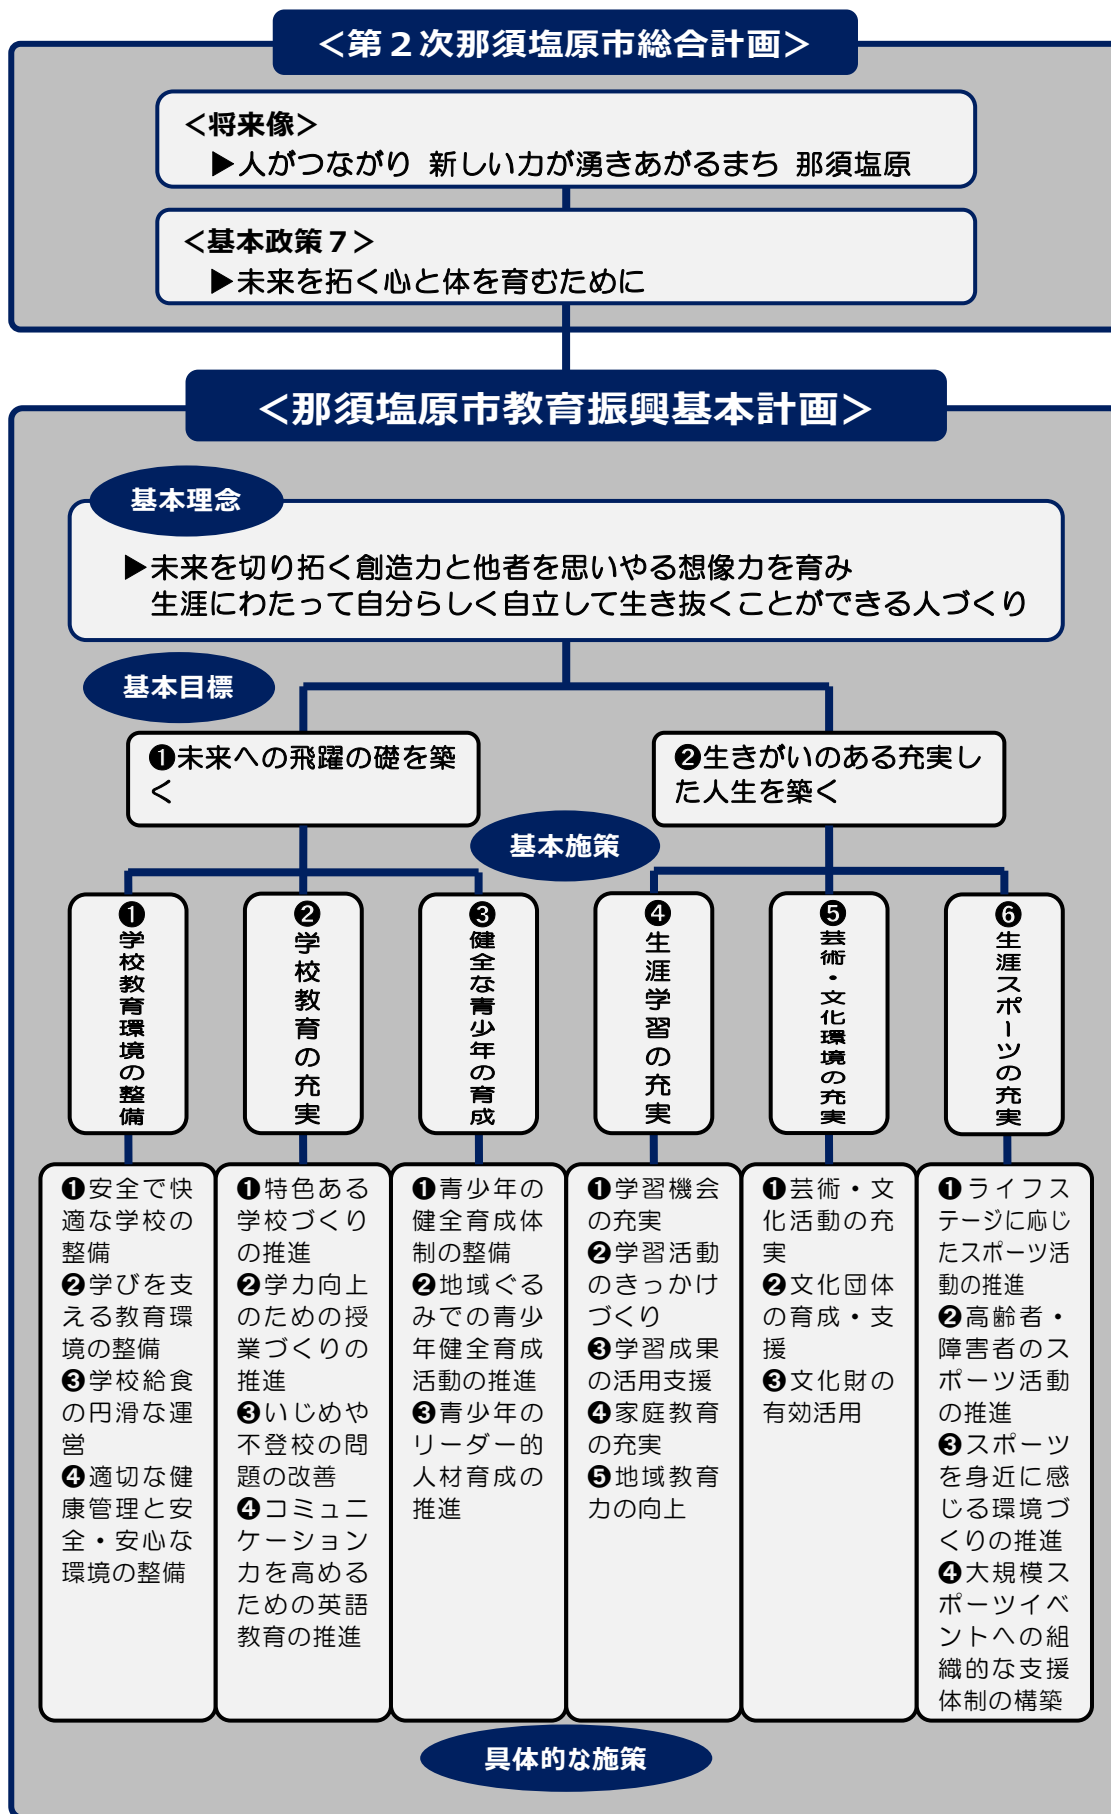 ＜第２次那須塩原市総合計画＞
＜将来像＞
▶人がつながり 新しい力が湧きあがるまち 那須塩原
＜基本政策７＞
▶未来を拓く心と体を育むために
＜那須塩原市教育振興基本計画＞
基本理念
▶未来を切り拓く創造力と他者を思いやる想像力を育み
生涯にわたって自分らしく自立して生き抜くことができる人づくり
基本目標
❶未来への飛躍の礎を築
く
❷生きがいのある充実し
た人生を築く
基本施策
❶学校教育環境の整備
❷学校教育の充実
❸健全な青少年の育成
❹生涯学習の充実
❺芸術・文化環境の充実
❻生涯スポーツの充実
❶安全で快
適な学校の
整備
❷学びを支
える教育環
境の整備
❸学校給食
の円滑な運
営
❹適切な健
康管理と安
全・安心な
環境の整備
❶特色ある
学校づくり
の推進
❷学力向上
のための授
業づくりの
推進
❸いじめや
不登校の問
題の改善
❹コミュニ
ケーション
力を高める
ための英語
教育の推進
❶青少年の
健全育成体
制の整備
❷地域ぐる
みでの青少
年健全育成
活動の推進
❸青少年の
リーダー的
人材育成の
推進
❶学習機会
の充実
❷学習活動
のきっかけ
づくり
❸学習成果
の活用支援
❹家庭教育
の充実
❺地域教育
力の向上
❶芸術・文
化活動の充
実
❷文化団体
の育成・支
援
❸文化財の
有効活用
❶ライフス
テージに応じ
たスポーツ活
動の推進
❷高齢者・
障害者のス
ポーツ活動
の推進
❸スポーツ
を身近に感
じる環境づ
くりの推進
❹大規模ス
ポーツイベ
ントへの組
織的な支援
体制の構築
具体的な施策